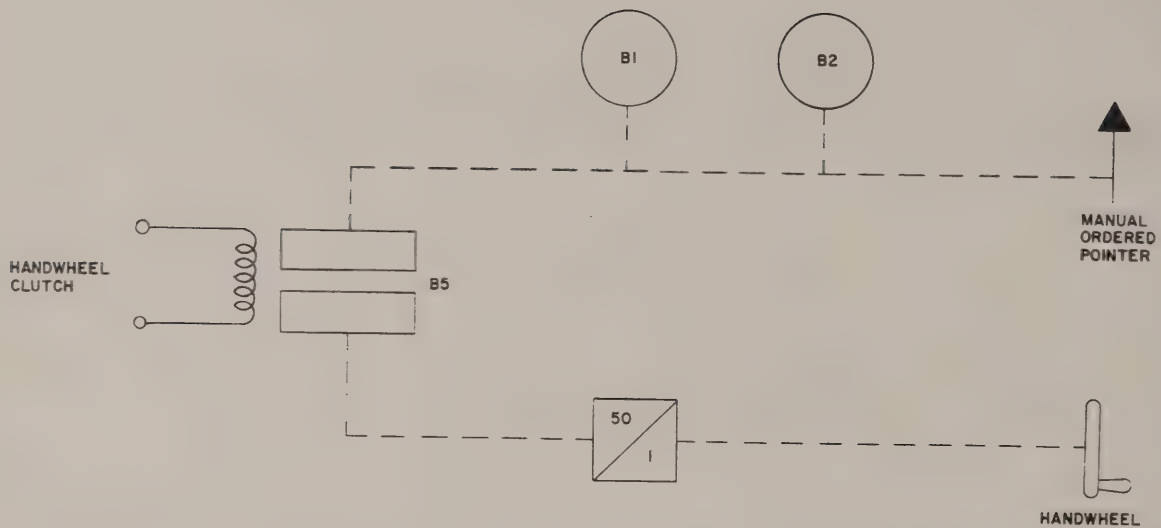 B1
B2
MANUAL
ORDERED
POINTER
HANDWHEEL
CLUTCH
B5
50
1
HANDWHEEL